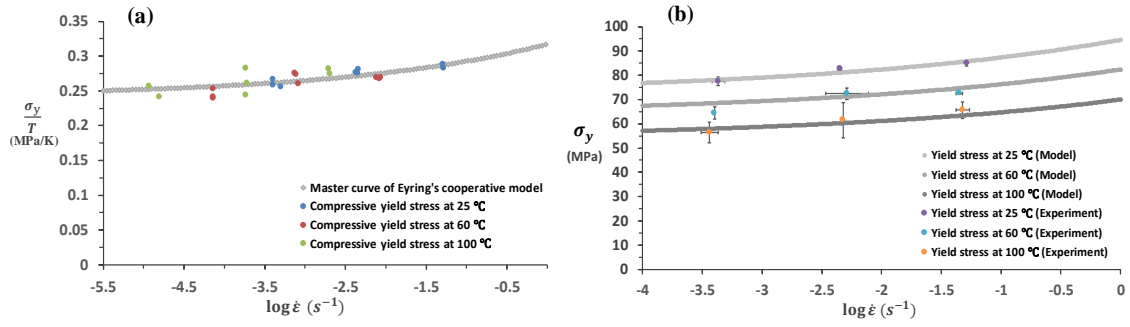 (a)
0.35
0.3
0.25
0.2
0.15
0.1
0.05
0
σy
T
(MPa/K)
Master curve of Eyring's cooperative model
Compressive yield stress at 25 ℃
Compressive yield stress at 60 ℃
Compressive yield stress at 100 ℃
-5.5 -4.5 -3.5 -2.5 -1.5 -0.5
log ε̇ (s⁻¹)
(b)
100
90
80
70
60
50
40
30
20
10
0
σy
(MPa)
Yield stress at 25 ℃ (Model)
Yield stress at 60 ℃ (Model)
Yield stress at 100 ℃ (Model)
Yield stress at 25 ℃ (Experiment)
Yield stress at 60 ℃ (Experiment)
Yield stress at 100 ℃ (Experiment)
-4 -3.5 -3 -2.5 -2 -1.5 -1 -0.5 0
log ε̇ (s⁻¹)